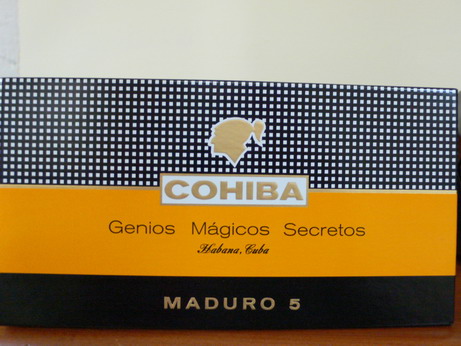 COHIBA
Genios Mágicos Secretos
Habana, Cuba
MADURO 5